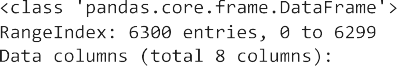 <class 'pandas.core.frame.DataFrame'>
RangeIndex: 6300 entries, 0 to 6299
Data columns (total 8 columns):